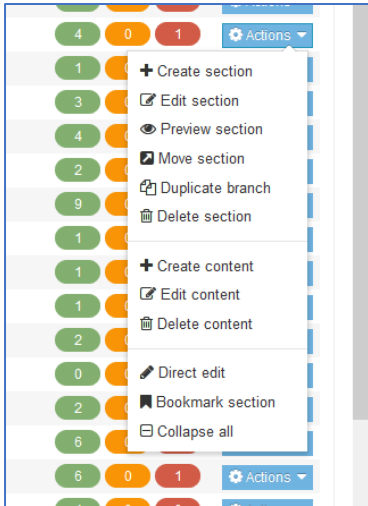 4 0 1 Actions
1
3
4
2
9
1
1
1
2
0
2
6
Create section
Edit section
Preview section
Move section
Duplicate branch
Delete section
Create content
Edit content
Delete content
Direct edit
Bookmark section
Collapse all
6 0 1 Actions